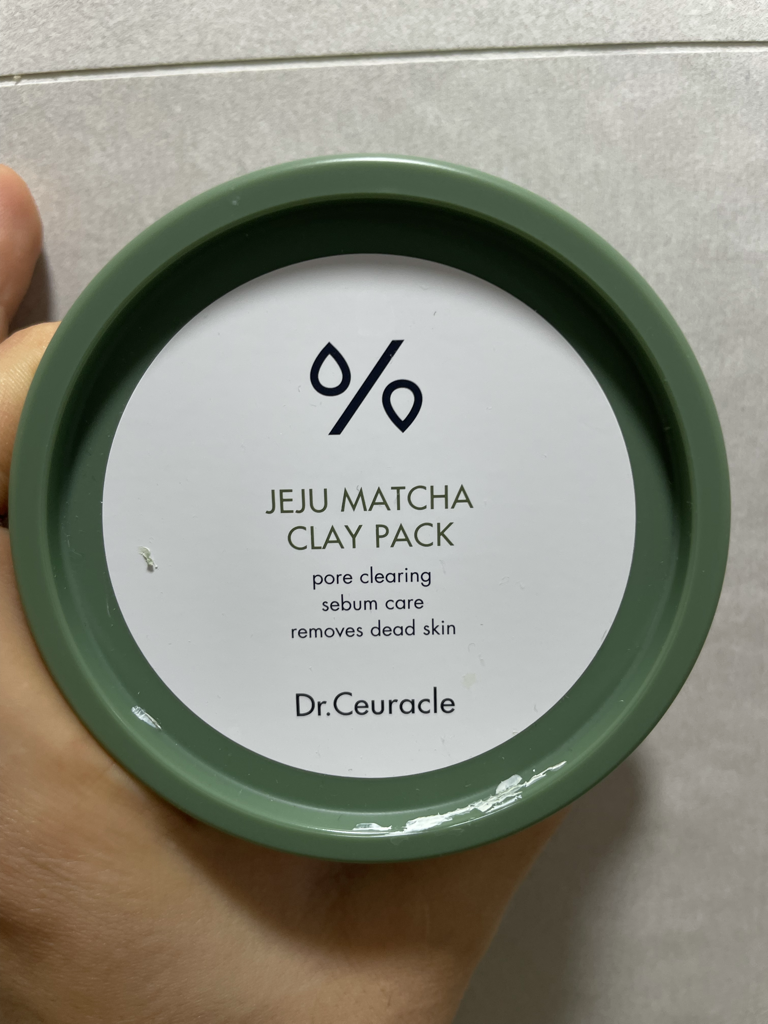 JEJU MATCHA
CLAY PACK
pore clearing
sebum care
removes dead skin
Dr.Ceuracle